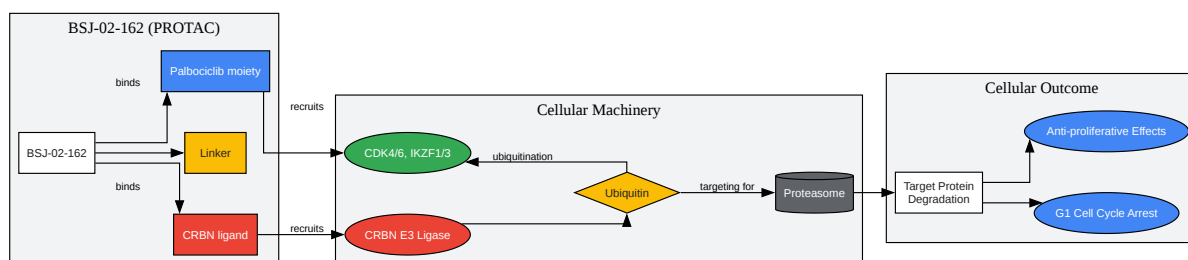 BSJ-02-162 (PROTAC)
Palbociclib moiety
binds
BSJ-02-162
Linker
binds
CRBN ligand
recruits
recruits
Cellular Machinery
CDK4/6, IKZF1/3
ubiquitination
Ubiquitin
targeting for
Proteasome
CRBN E3 Ligase
Cellular Outcome
Anti-proliferative Effects
Target Protein
Degradation
G1 Cell Cycle Arrest